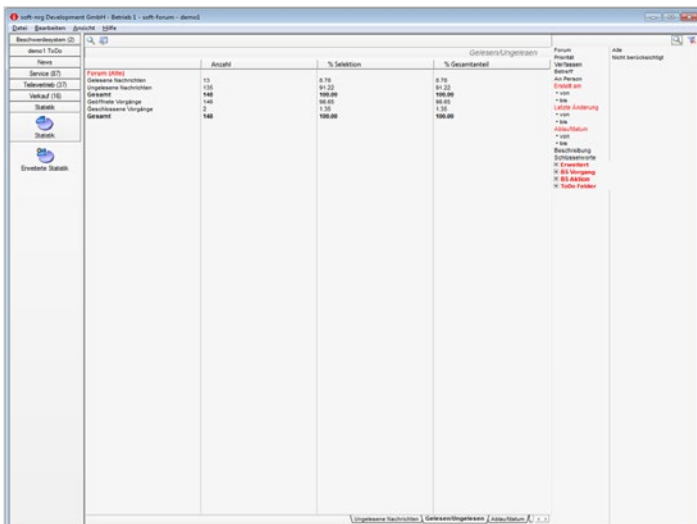 soft-nrg Development GmbH - Betrieb 1 - soft-forum - demo1
Datei Bearbeiten Ansicht Hilfe
Beschwerdesystem (2)
demo1 ToDo
News
Service (87)
Televertrieb (37)
Verkauf (16)
Statistik
Statistik
Erweiterte Statistik
Gelesen/Ungelesen
Anzahl % Selektion % Gesamtanteil
Forum (Alle)
Gelesene Nachrichten 13 8.78 8.78
Ungelesene Nachrichten 135 91.22 91.22
Gesamt 148 100.00 100.00
Geöffnete Vorgänge 146 98.65 98.65
Geschlossene Vorgänge 2 1.35 1.35
Gesamt 148 100.00 100.00
Forum Alle
Priorität Nicht berücksichtigt
Verfasser
Betreff
An Person
Erstellt am
* von
* bis
Letzte Änderung
* von
* bis
Ablaufdatum
* von
* bis
Beschreibung
Schlüsselworte
Erweitert
BS Vorgang
BS Aktion
ToDo Felder
Ungelesene Nachrichten Gelesen/Ungelesen Ablaufdatum